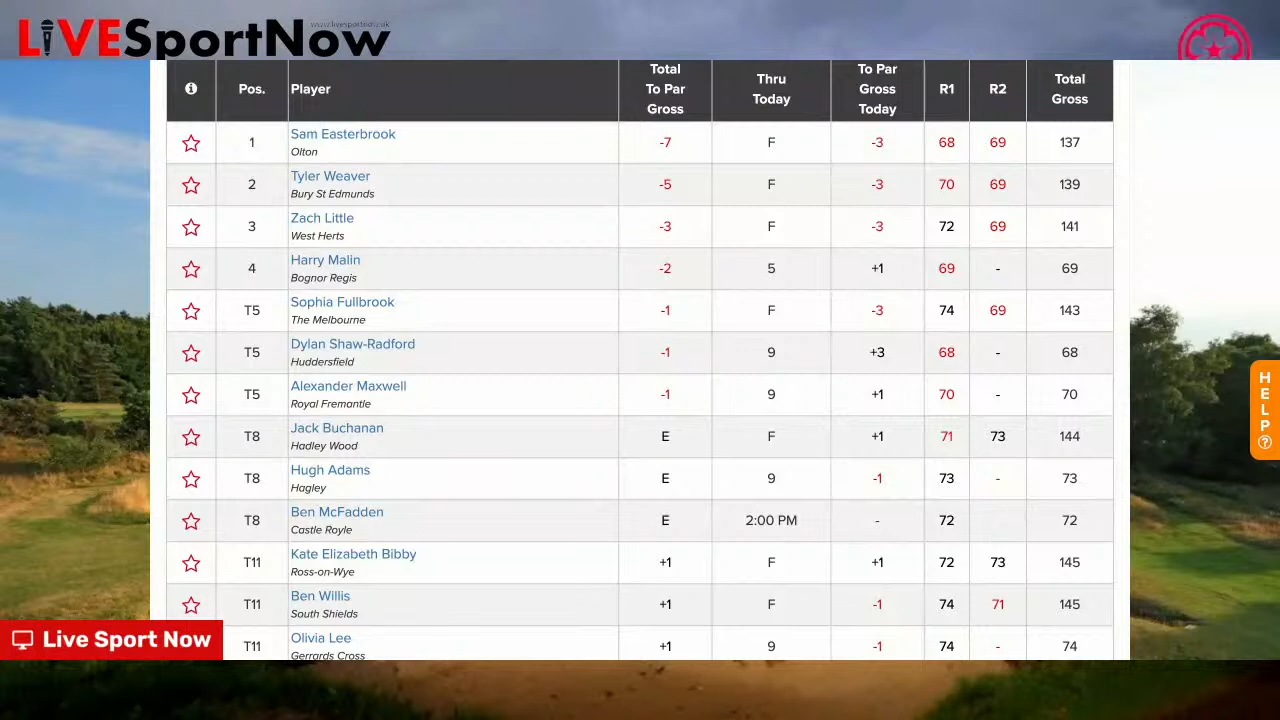 LiVESportNow
www.livesportnow.uk
Pos. Player Total To Par Gross Thru Today To Par Gross Today R1 R2 Total Gross
1 Sam Easterbrook -7 F -3 68 69 137
Olton
2 Tyler Weaver -5 F -3 70 69 139
Bury St Edmunds
3 Zach Little -3 F -3 72 69 141
West Herts
4 Harry Malin -2 5 +1 69 - 69
Bognor Regis
T5 Sophia Fullbrook -1 F -3 74 69 143
The Melbourne
T5 Dylan Shaw-Radford -1 9 +3 68 - 68
Huddersfield
T5 Alexander Maxwell -1 9 +1 70 - 70
Royal Fremantle
T8 Jack Buchanan E F +1 71 73 144
Hadley Wood
T8 Hugh Adams E 9 -1 73 - 73
Hagley
T8 Ben McFadden E 2:00 PM - 72 72
Castle Royle
T11 Kate Elizabeth Bibby +1 F +1 72 73 145
Ross-on-Wye
T11 Ben Willis +1 F -1 74 71 145
South Shields
T11 Olivia Lee +1 9 -1 74 - 74
Gerrards Cross
Live Sport Now
HELP?